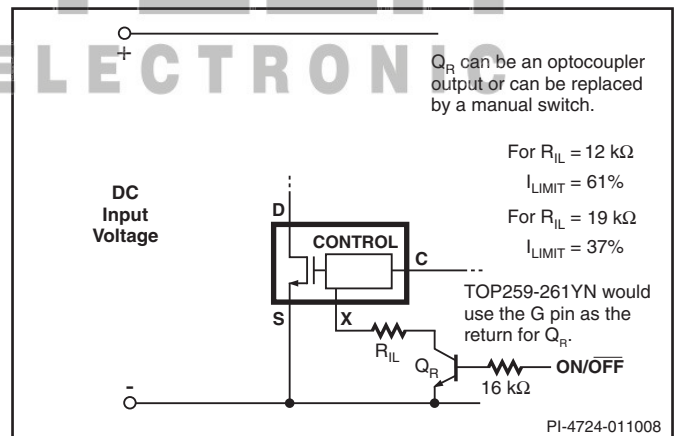 +
ELECTRONIC
Q_R can be an optocoupler
output or can be replaced
by a manual switch.
For R_IL = 12 kΩ
I_LIMIT = 61%
For R_IL = 19 kΩ
I_LIMIT = 37%
DC
Input
Voltage
D
CONTROL
C
TOP259-261YN would
use the G pin as the
return for Q_R.
S
X
R_IL
Q_R
ON/O̅F̅F̅
16 kΩ
-
PI-4724-011008